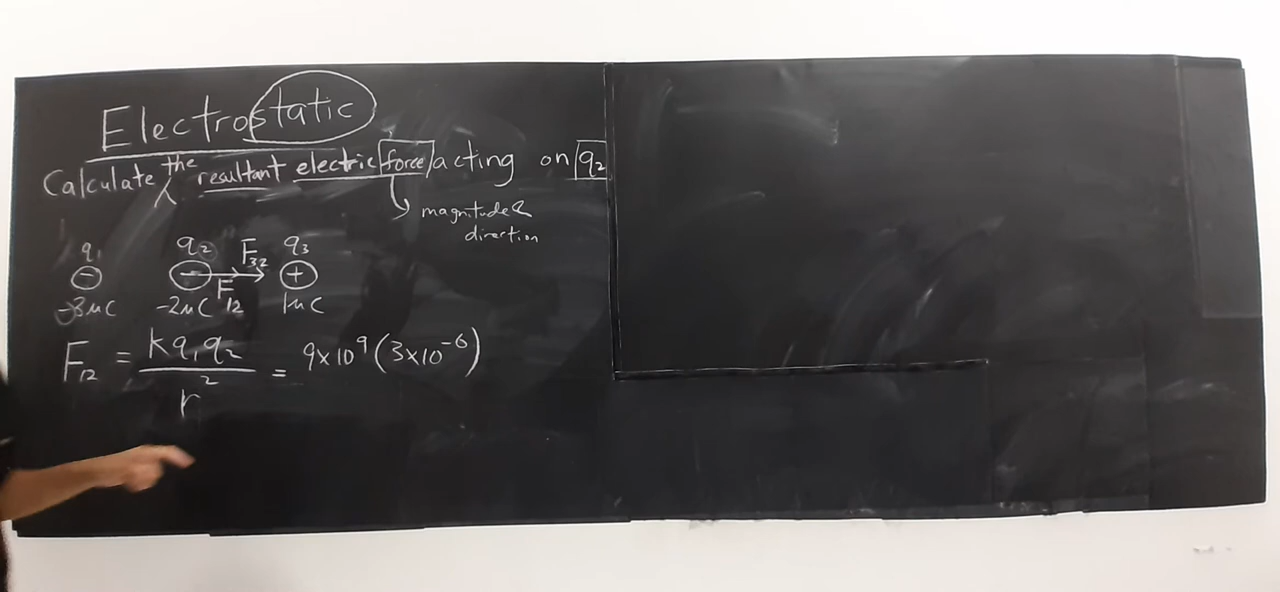 Electrostatic
Calculate the resultant electric force acting on q₂
magnitude &
direction
q₁ q₂ F₃₂ q₃
- - +
-3μC -2μC F₁₂ 1μC
F₁₂ = kq₁q₂/r² = 9×10⁹(3×10⁻⁶)